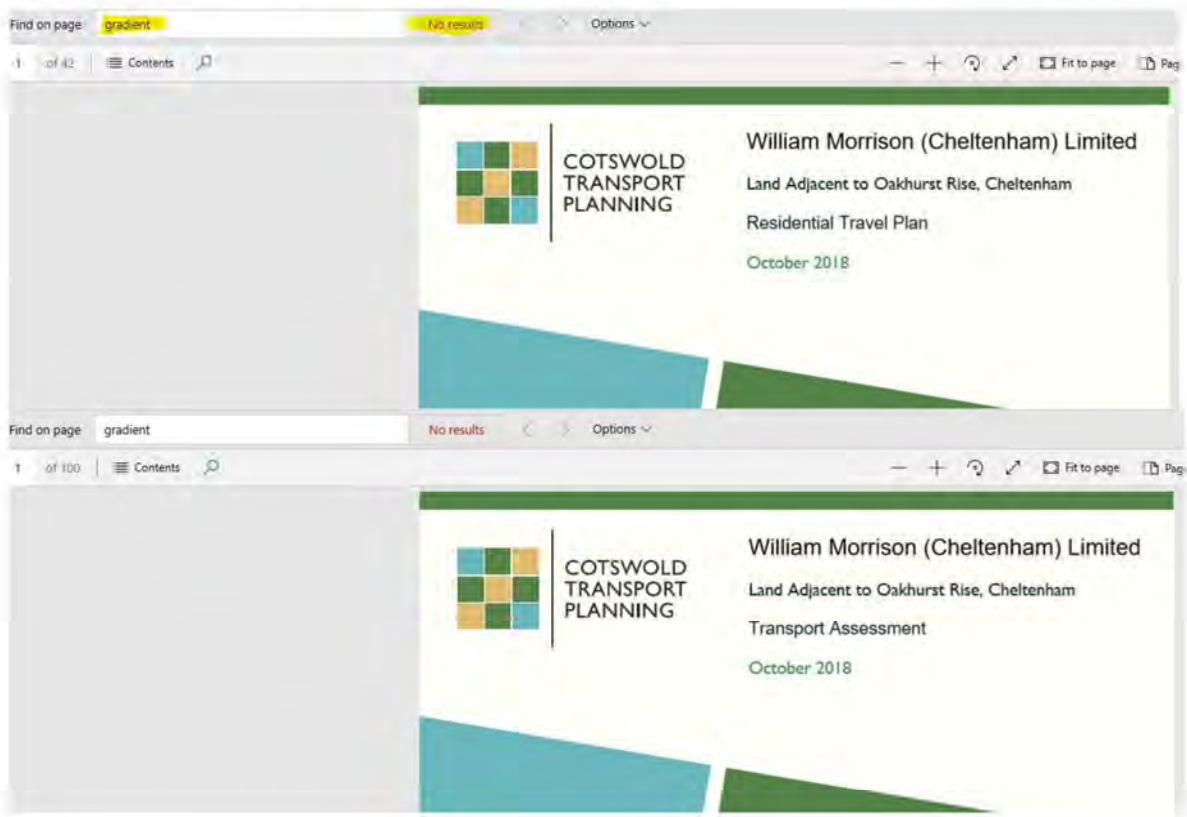 Find on page gradient No results Options
1 of 42 Contents Fit to page Pag
COTSWOLD
TRANSPORT
PLANNING
William Morrison (Cheltenham) Limited
Land Adjacent to Oakhurst Rise, Cheltenham
Residential Travel Plan
October 2018
Find on page gradient No results Options
1 of 100 Contents Fit to page Pag
COTSWOLD
TRANSPORT
PLANNING
William Morrison (Cheltenham) Limited
Land Adjacent to Oakhurst Rise, Cheltenham
Transport Assessment
October 2018